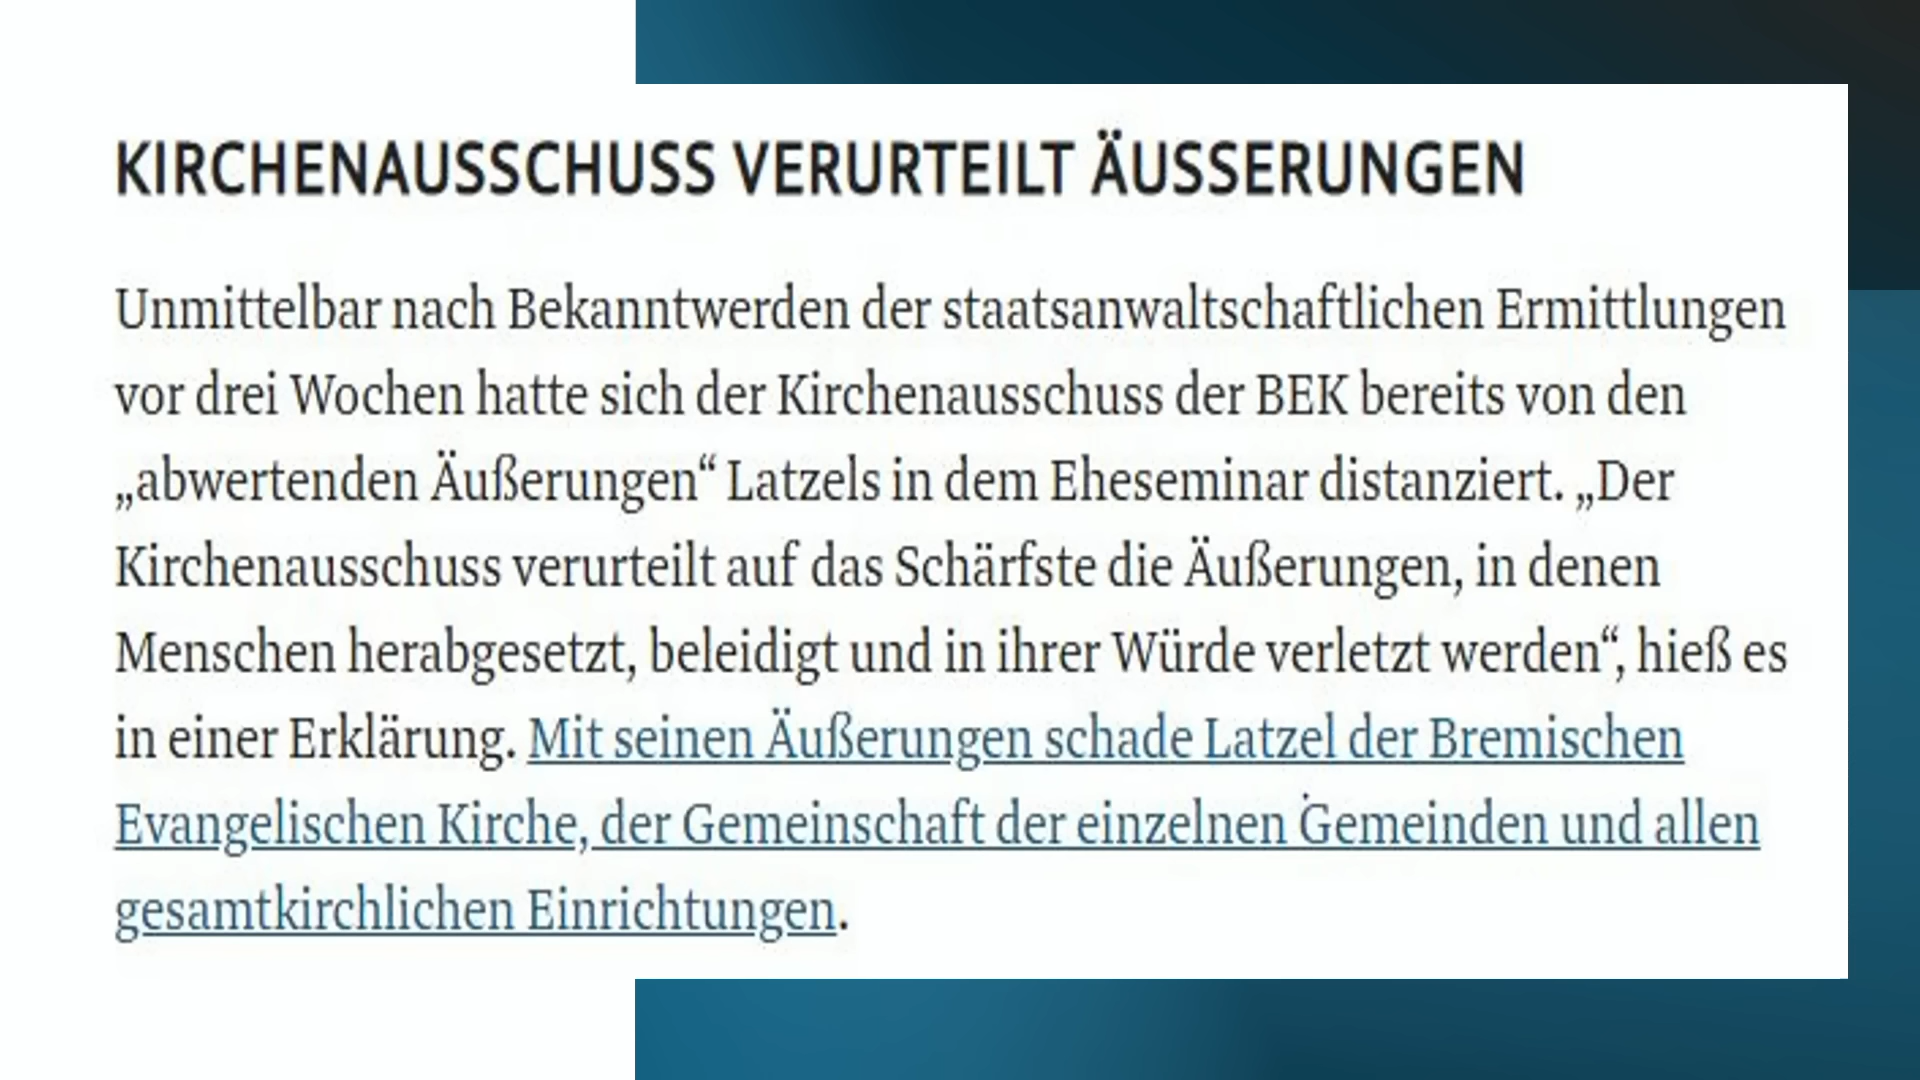 KIRCHENAUSSCHUSS VERURTEILT ÄUSSERUNGEN
Unmittelbar nach Bekanntwerden der staatsanwaltschaftlichen Ermittlungen
vor drei Wochen hatte sich der Kirchenausschuss der BEK bereits von den
„abwertenden Äußerungen“ Latzels in dem Eheseminar distanziert. „Der
Kirchenausschuss verurteilt auf das Schärfste die Äußerungen, in denen
Menschen herabgesetzt, beleidigt und in ihrer Würde verletzt werden“, hieß es
in einer Erklärung. Mit seinen Äußerungen schade Latzel der Bremischen
Evangelischen Kirche, der Gemeinschaft der einzelnen Gemeinden und allen
gesamtkirchlichen Einrichtungen.